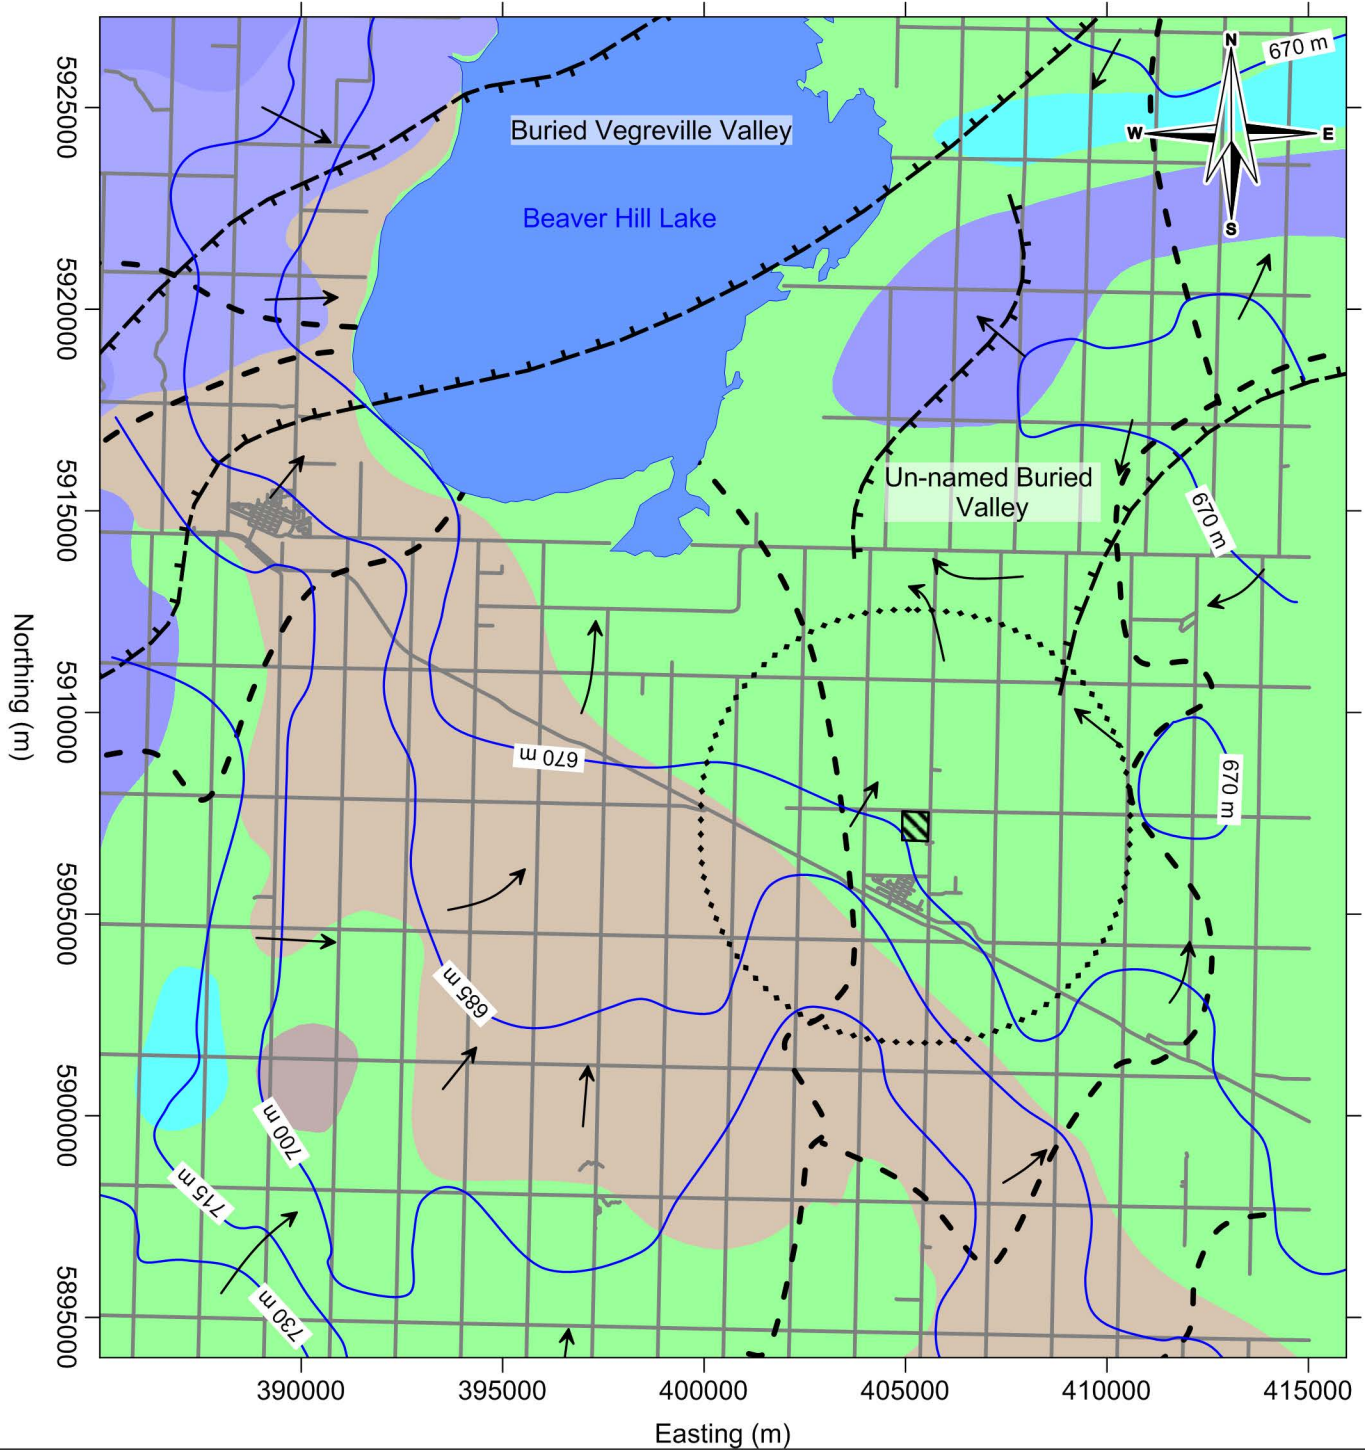 N
W
E
S
670 m
Buried Vegreville Valley
Beaver Hill Lake
Un-named Buried
Valley
670 m
670 m
670 m
685 m
700 m
715 m
730 m
5925000
5920000
5915000
5910000
5905000
5900000
5895000
Northing (m)
390000
395000
400000
405000
410000
415000
Easting (m)